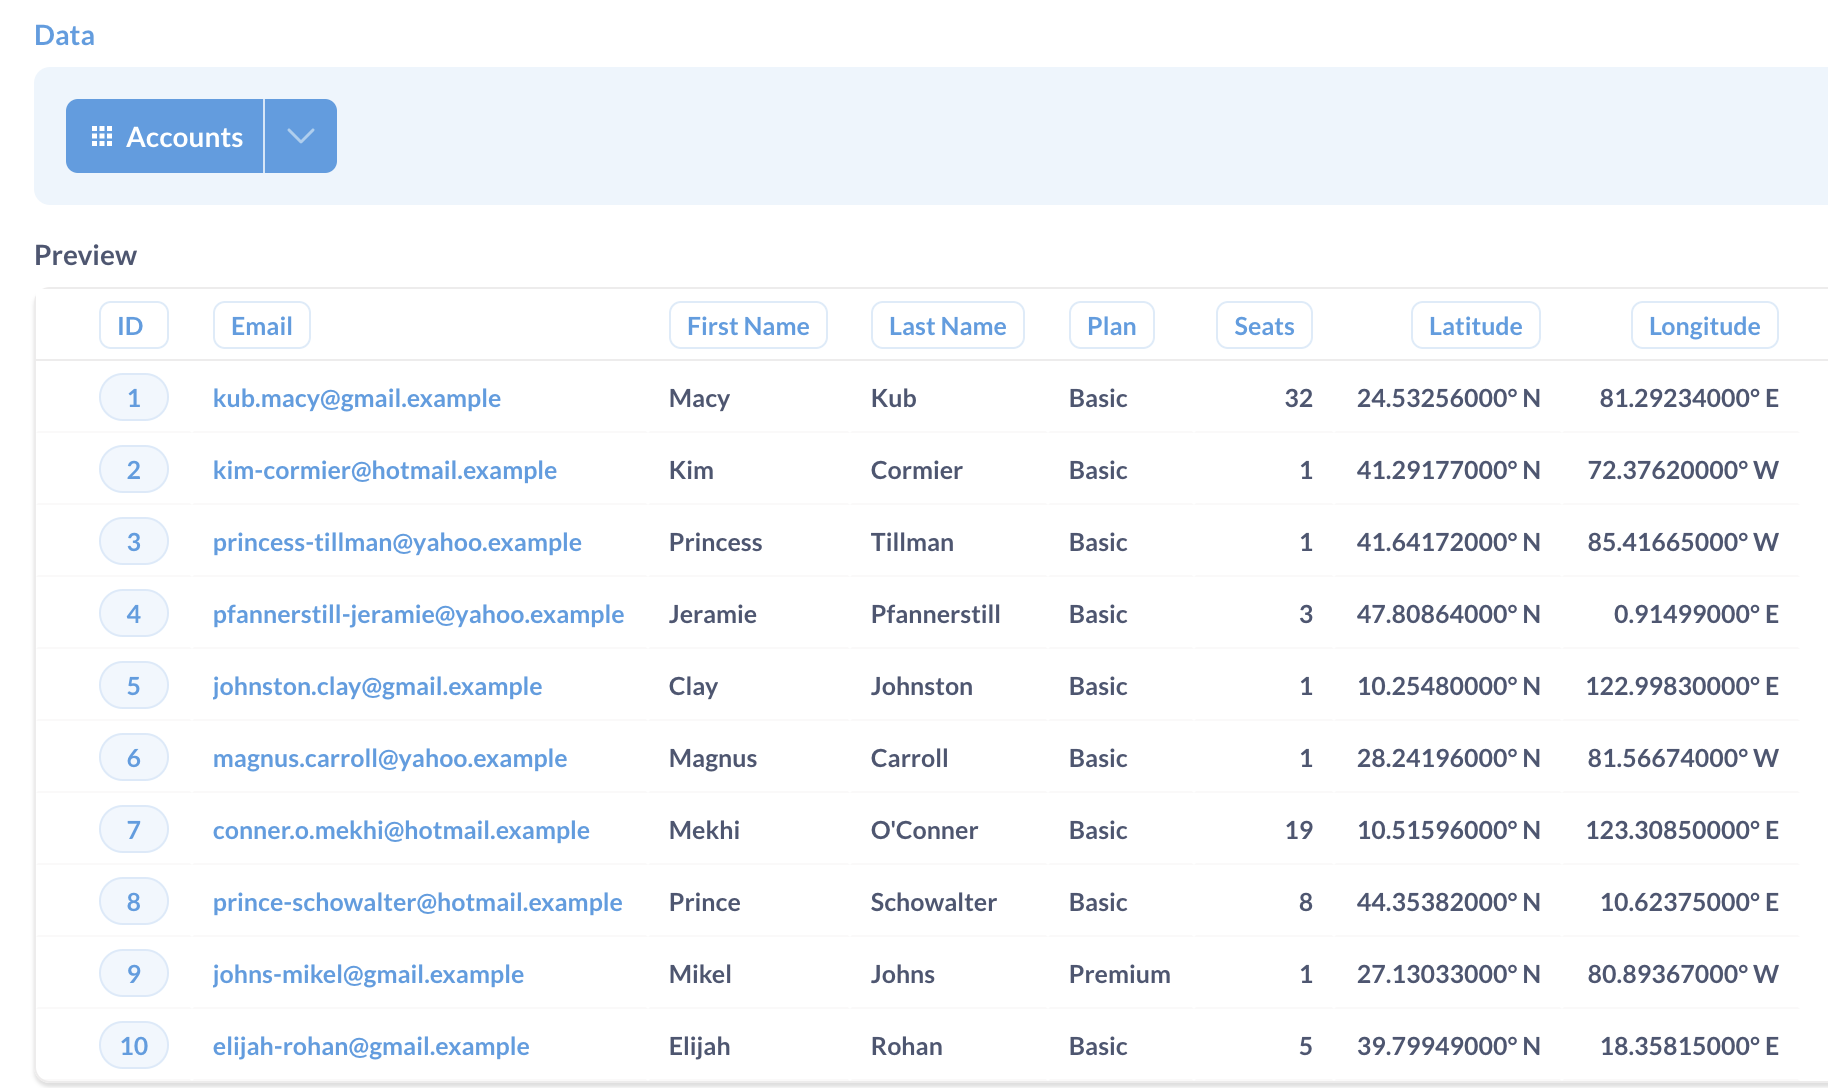 Data
Accounts
Preview
ID Email First Name Last Name Plan Seats Latitude Longitude
1 kub.macy@gmail.example Macy Kub Basic 32 24.53256000° N 81.29234000° E
2 kim-cormier@hotmail.example Kim Cormier Basic 1 41.29177000° N 72.37620000° W
3 princess-tillman@yahoo.example Princess Tillman Basic 1 41.64172000° N 85.41665000° W
4 pfannerstill-jeramie@yahoo.example Jeramie Pfannerstill Basic 3 47.80864000° N 0.91499000° E
5 johnston.clay@gmail.example Clay Johnston Basic 1 10.25480000° N 122.99830000° E
6 magnus.carroll@yahoo.example Magnus Carroll Basic 1 28.24196000° N 81.56674000° W
7 conner.o.mekhi@hotmail.example Mekhi O'Conner Basic 19 10.51596000° N 123.30850000° E
8 prince-schowalter@hotmail.example Prince Schowalter Basic 8 44.35382000° N 10.62375000° E
9 johns-mikel@gmail.example Mikel Johns Premium 1 27.13033000° N 80.89367000° W
10 elijah-rohan@gmail.example Elijah Rohan Basic 5 39.79949000° N 18.35815000° E